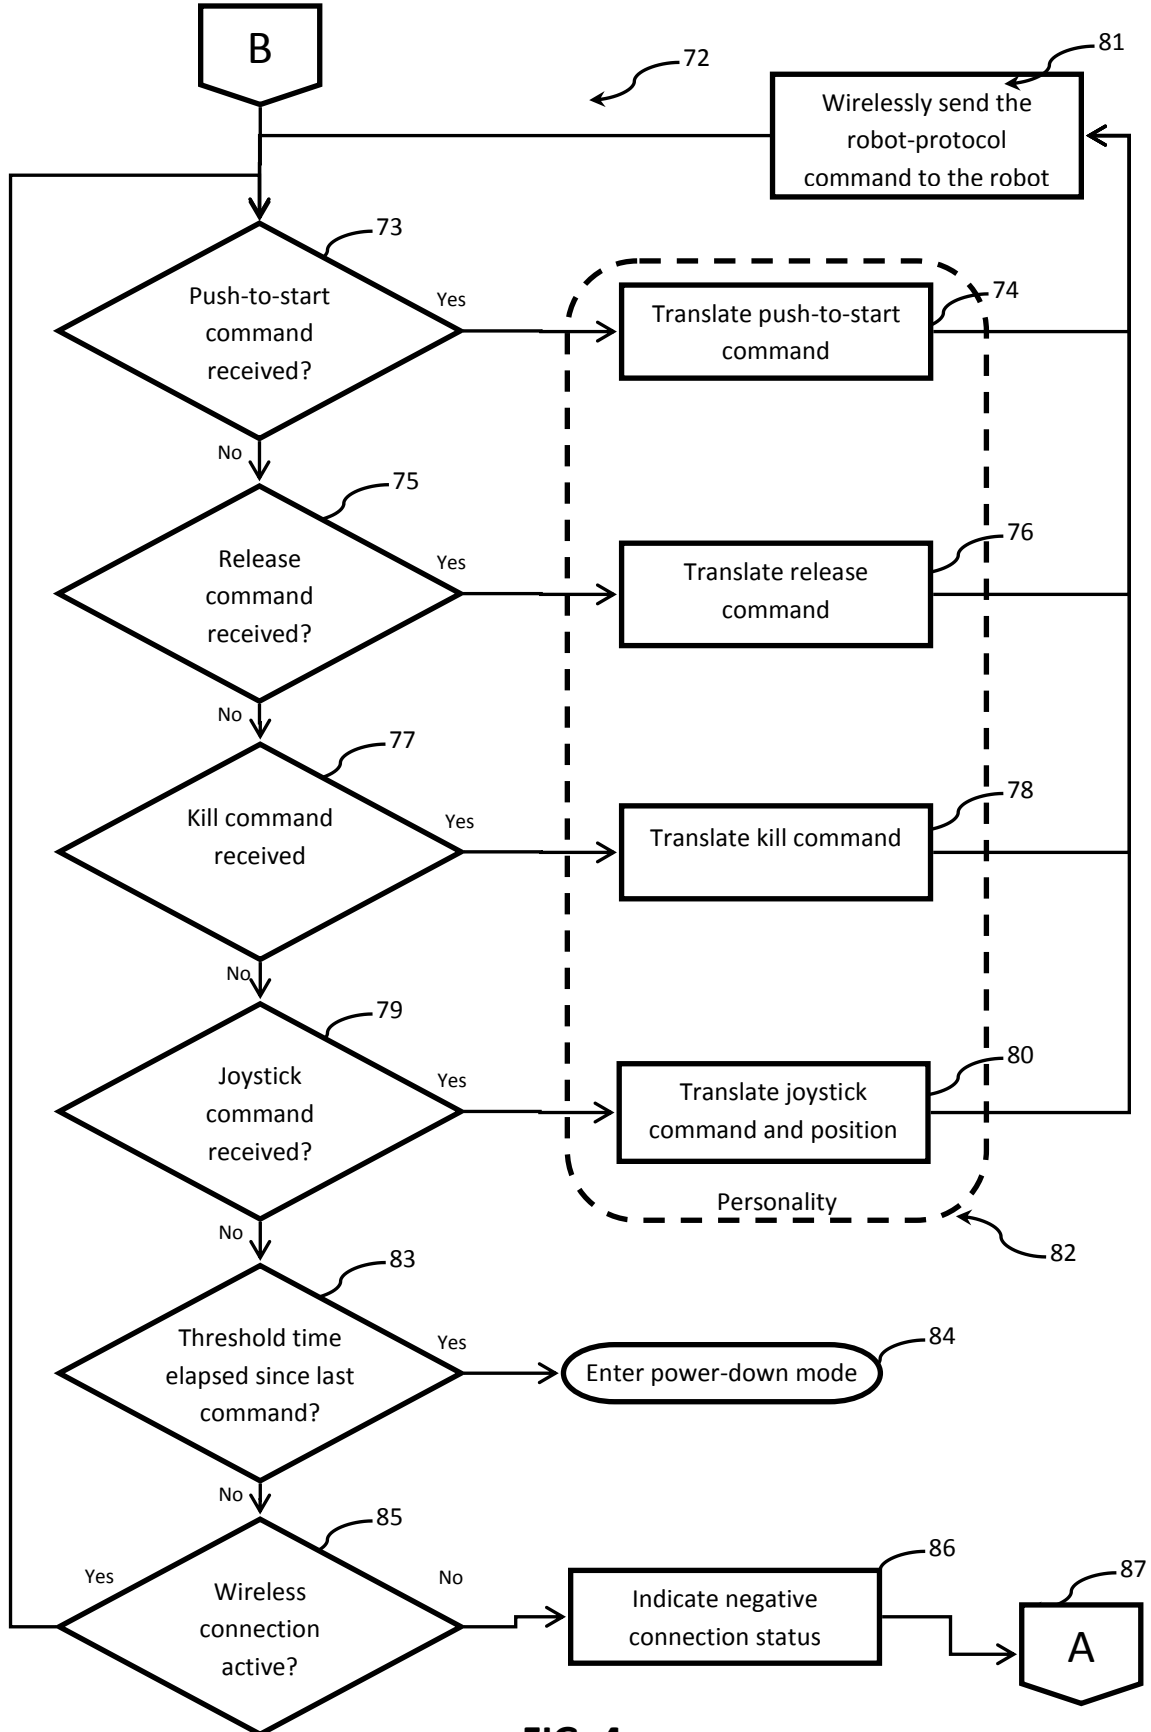 B
72
81
Wirelessly send the
robot-protocol
command to the robot
73
Push-to-start
command
received?
Yes
74
Translate push-to-start
command
No
75
Release
command
received?
Yes
76
Translate release
command
No
77
Kill command
received
Yes
78
Translate kill command
No
79
Joystick
command
received?
Yes
80
Translate joystick
command and position
Personality
82
No
83
Threshold time
elapsed since last
command?
Yes
84
Enter power-down mode
No
85
Wireless
connection
active?
Yes
No
86
Indicate negative
connection status
87
A